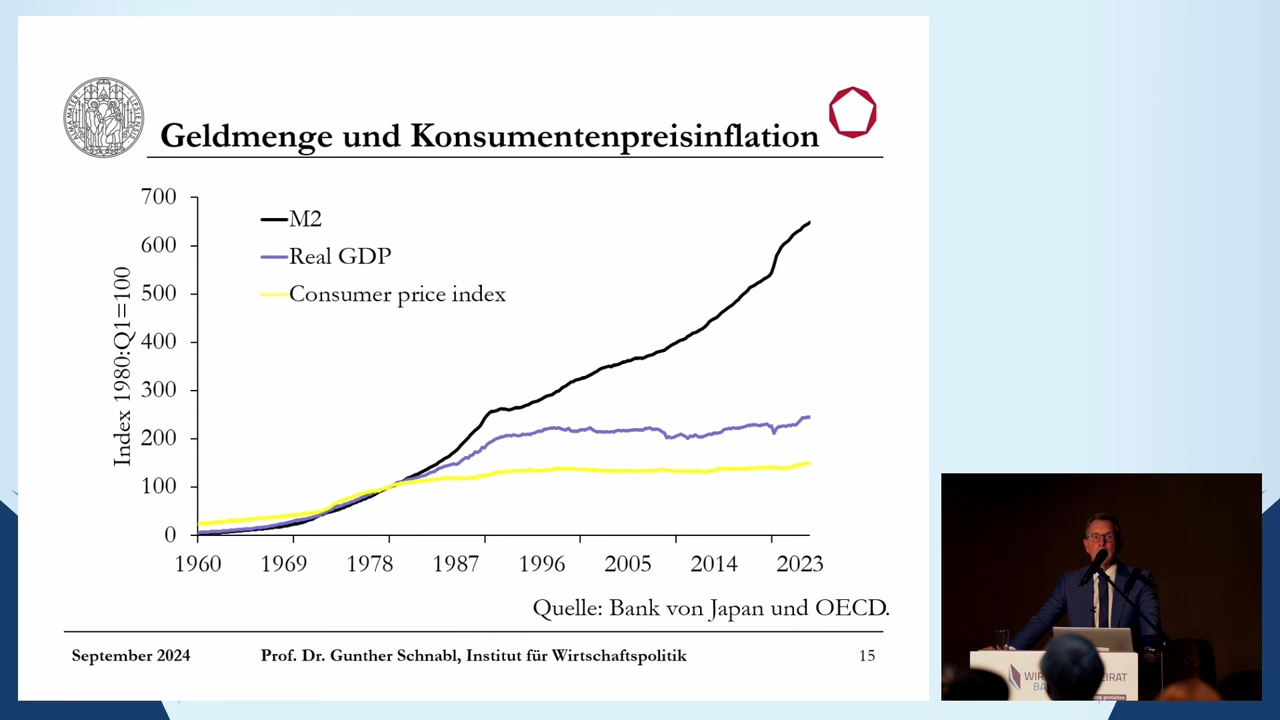 Geldmenge und Konsumentenpreisinflation
700
600
500
400
300
200
100
0
Index 1980:Q1=100
M2
Real GDP
Consumer price index
1960 1969 1978 1987 1996 2005 2014 2023
Quelle: Bank von Japan und OECD.
September 2024 Prof. Dr. Gunther Schnabl, Institut für Wirtschaftspolitik 15